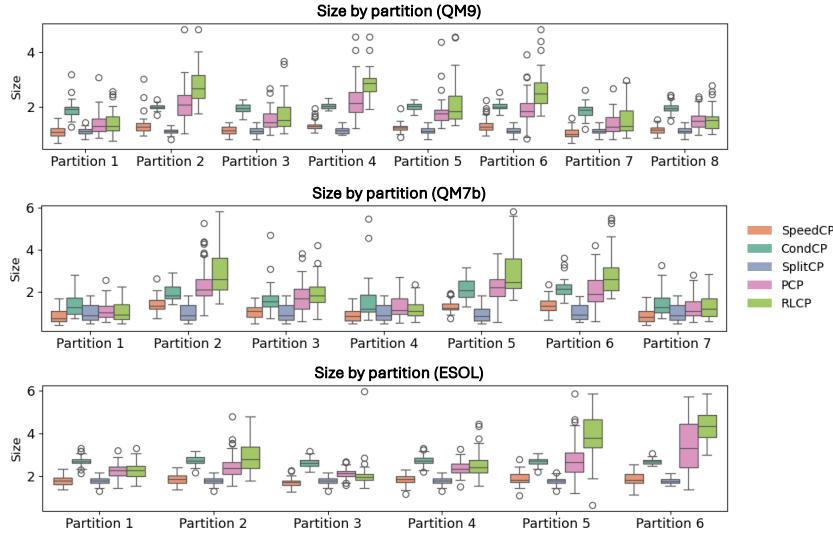 Size by partition (QM9)
Size
4
2
Partition 1 Partition 2 Partition 3 Partition 4 Partition 5 Partition 6 Partition 7 Partition 8
Size by partition (QM7b)
Size
6
4
2
Partition 1 Partition 2 Partition 3 Partition 4 Partition 5 Partition 6 Partition 7
SpeedCP
CondCP
SplitCP
PCP
RLCP
Size by partition (ESOL)
Size
6
4
2
Partition 1 Partition 2 Partition 3 Partition 4 Partition 5 Partition 6